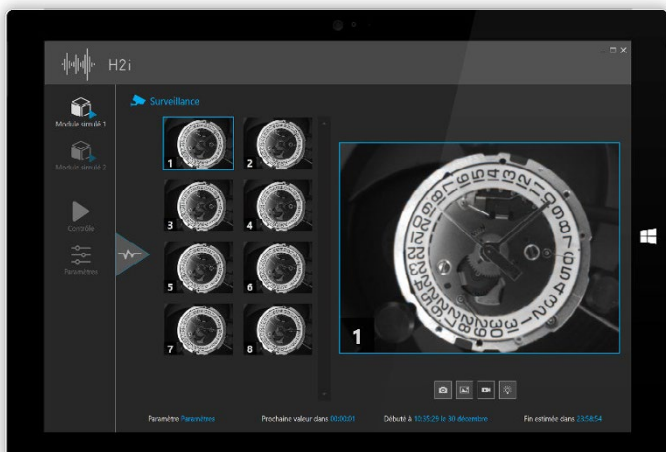 H2i
Module simulé 1
Module simulé 2
Contrôle
Paramètres
Surveillance
1
2
3
4
5
6
7
8
1
Paramètre Paramètres
Prochaine valeur dans 00:00:01
Débuté à 10:35:29 le 30 décembre
Fin estimée dans 23:58:54